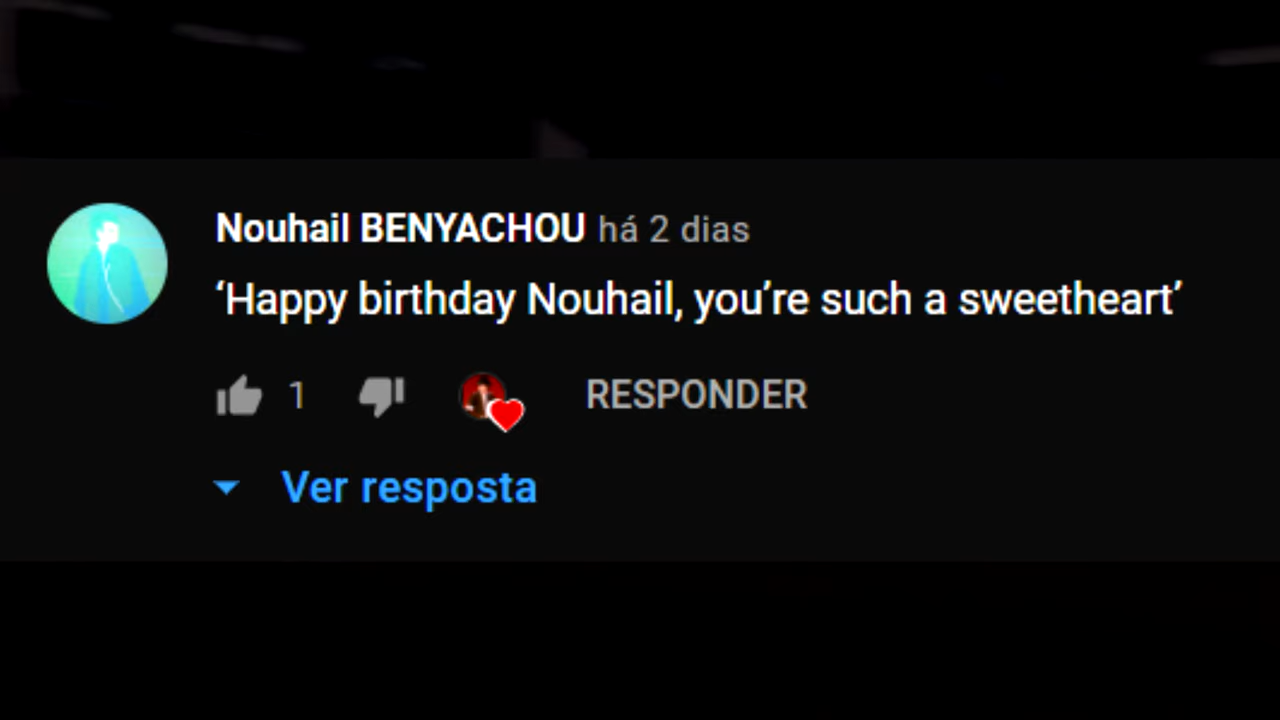 Nouhail BENYACHOU há 2 dias
‘Happy birthday Nouhail, you’re such a sweetheart’
1 RESPONDER
Ver resposta